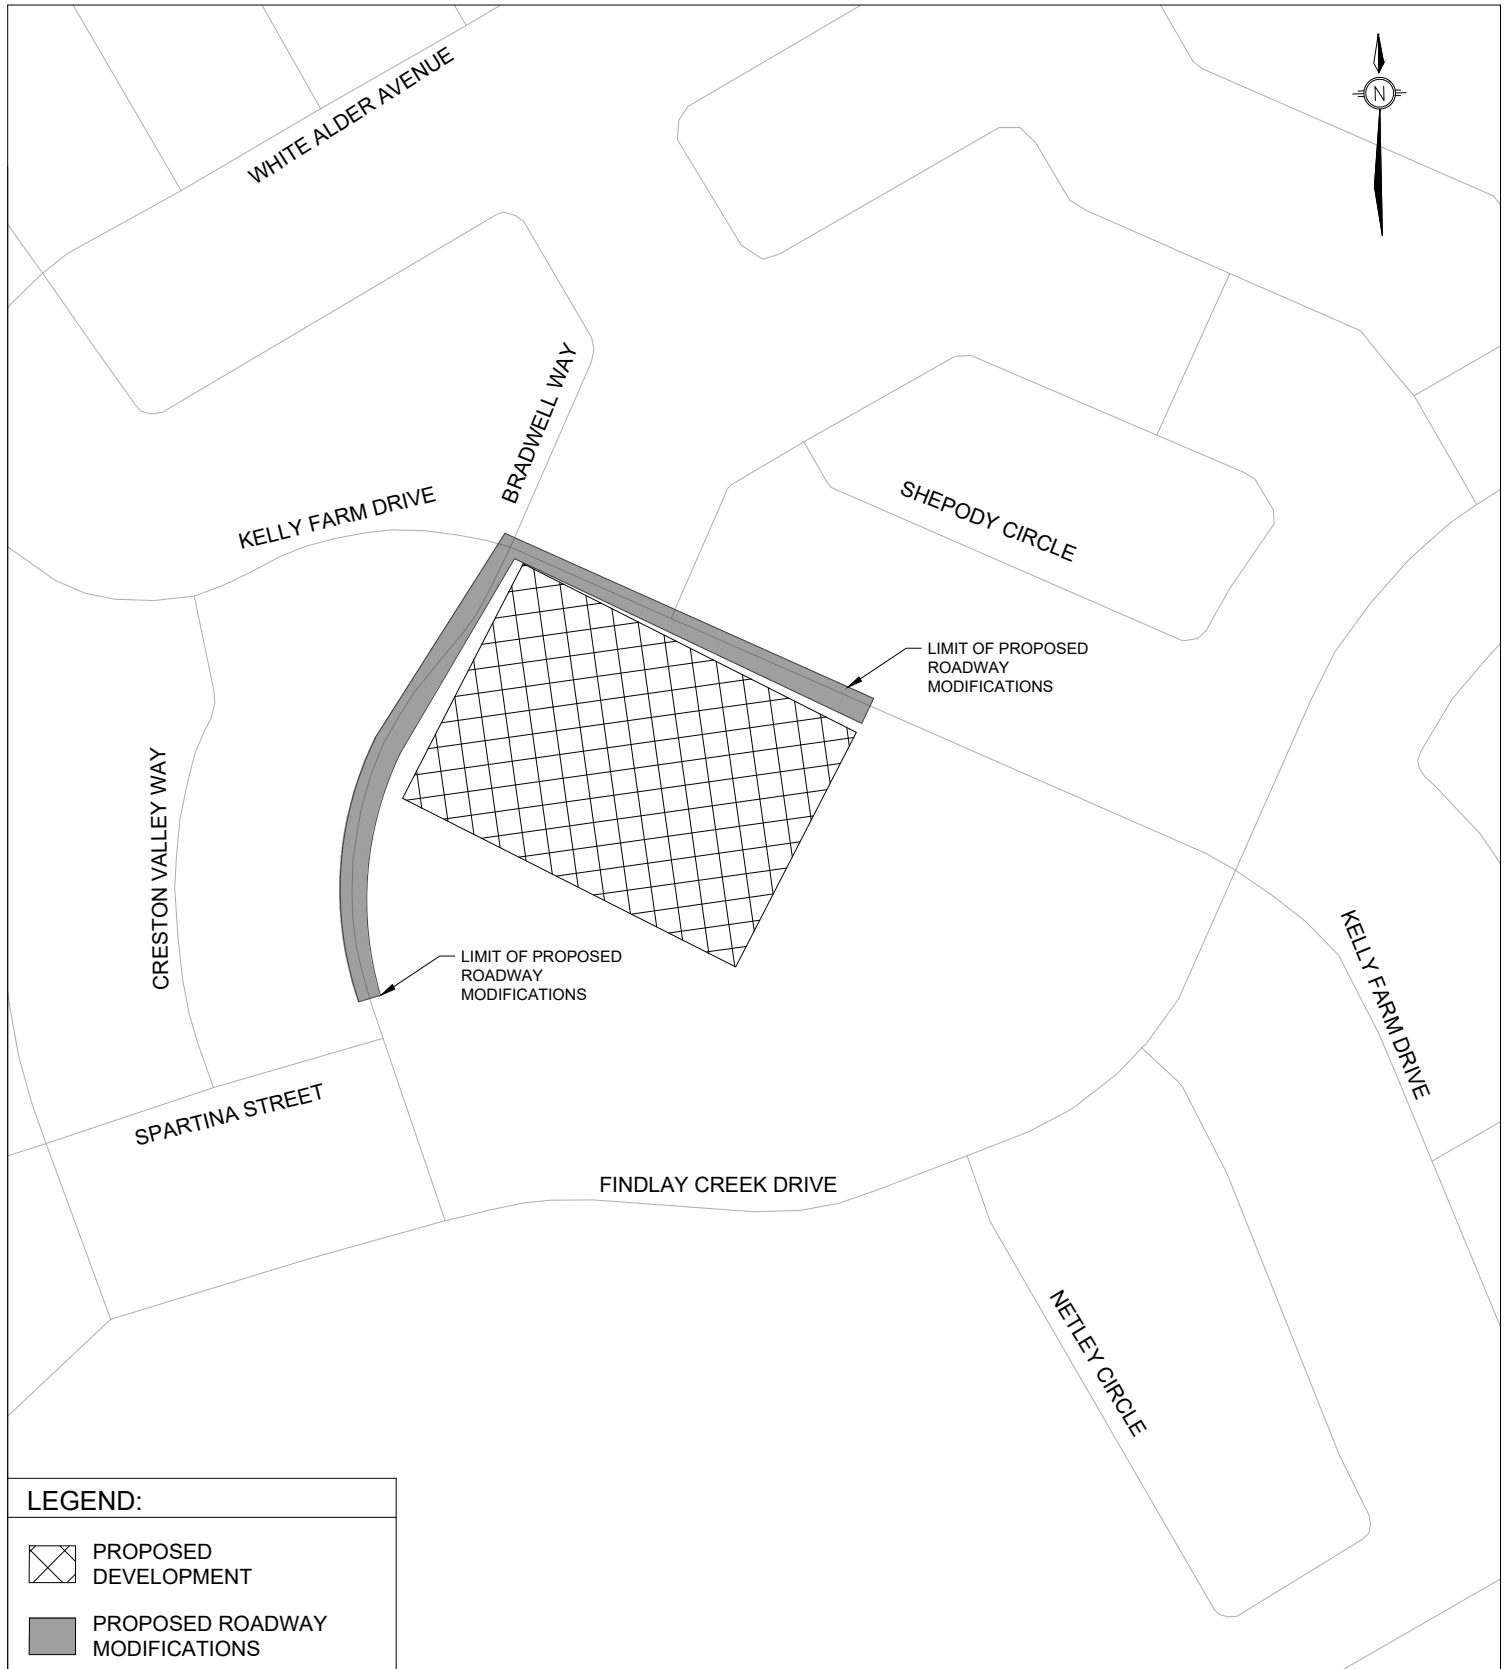 WHITE ALDER AVENUE
N
BRADWELL WAY
KELLY FARM DRIVE
SHEPODY CIRCLE
LIMIT OF PROPOSED
ROADWAY
MODIFICATIONS
CRESTON VALLEY WAY
LIMIT OF PROPOSED
ROADWAY
MODIFICATIONS
KELLY FARM DRIVE
SPARTINA STREET
FINDLAY CREEK DRIVE
NETLEY CIRCLE
LEGEND:
PROPOSED
DEVELOPMENT
PROPOSED ROADWAY
MODIFICATIONS